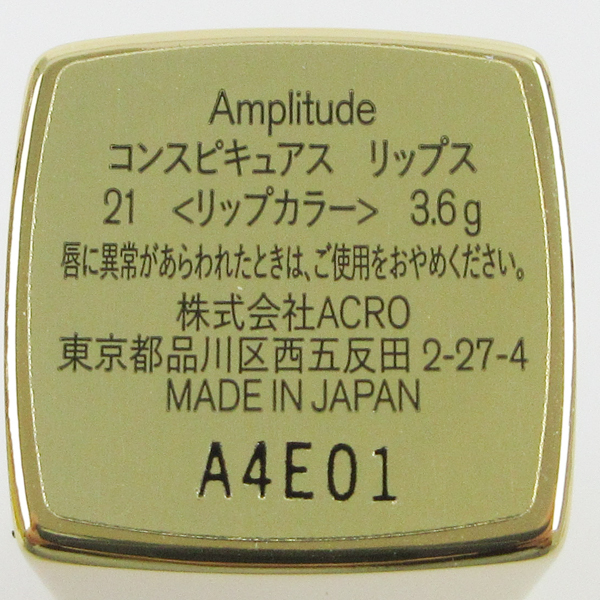 Amplitude
コンスピキュアス　リップス
21　<リップカラー>　3.6g
唇に異常があらわれたときは、ご使用をおやめください。
株式会社ACRO
東京都品川区西五反田 2-27-4
MADE IN JAPAN
A4E01